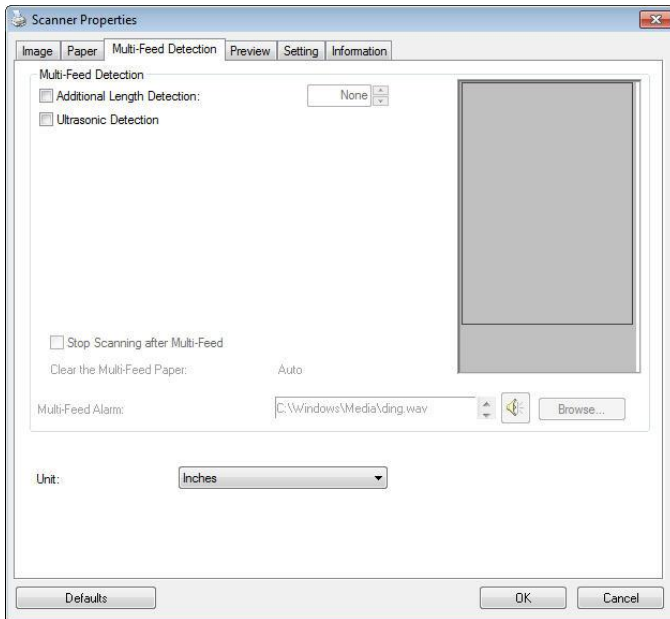 Scanner Properties
Image Paper Multi-Feed Detection Preview Setting Information
Multi-Feed Detection
Additional Length Detection: None
Ultrasonic Detection
Stop Scanning after Multi-Feed
Clear the Multi-Feed Paper: Auto
Multi-Feed Alarm: C:\Windows\Media\ding.wav Browse...
Unit: Inches
Defaults OK Cancel